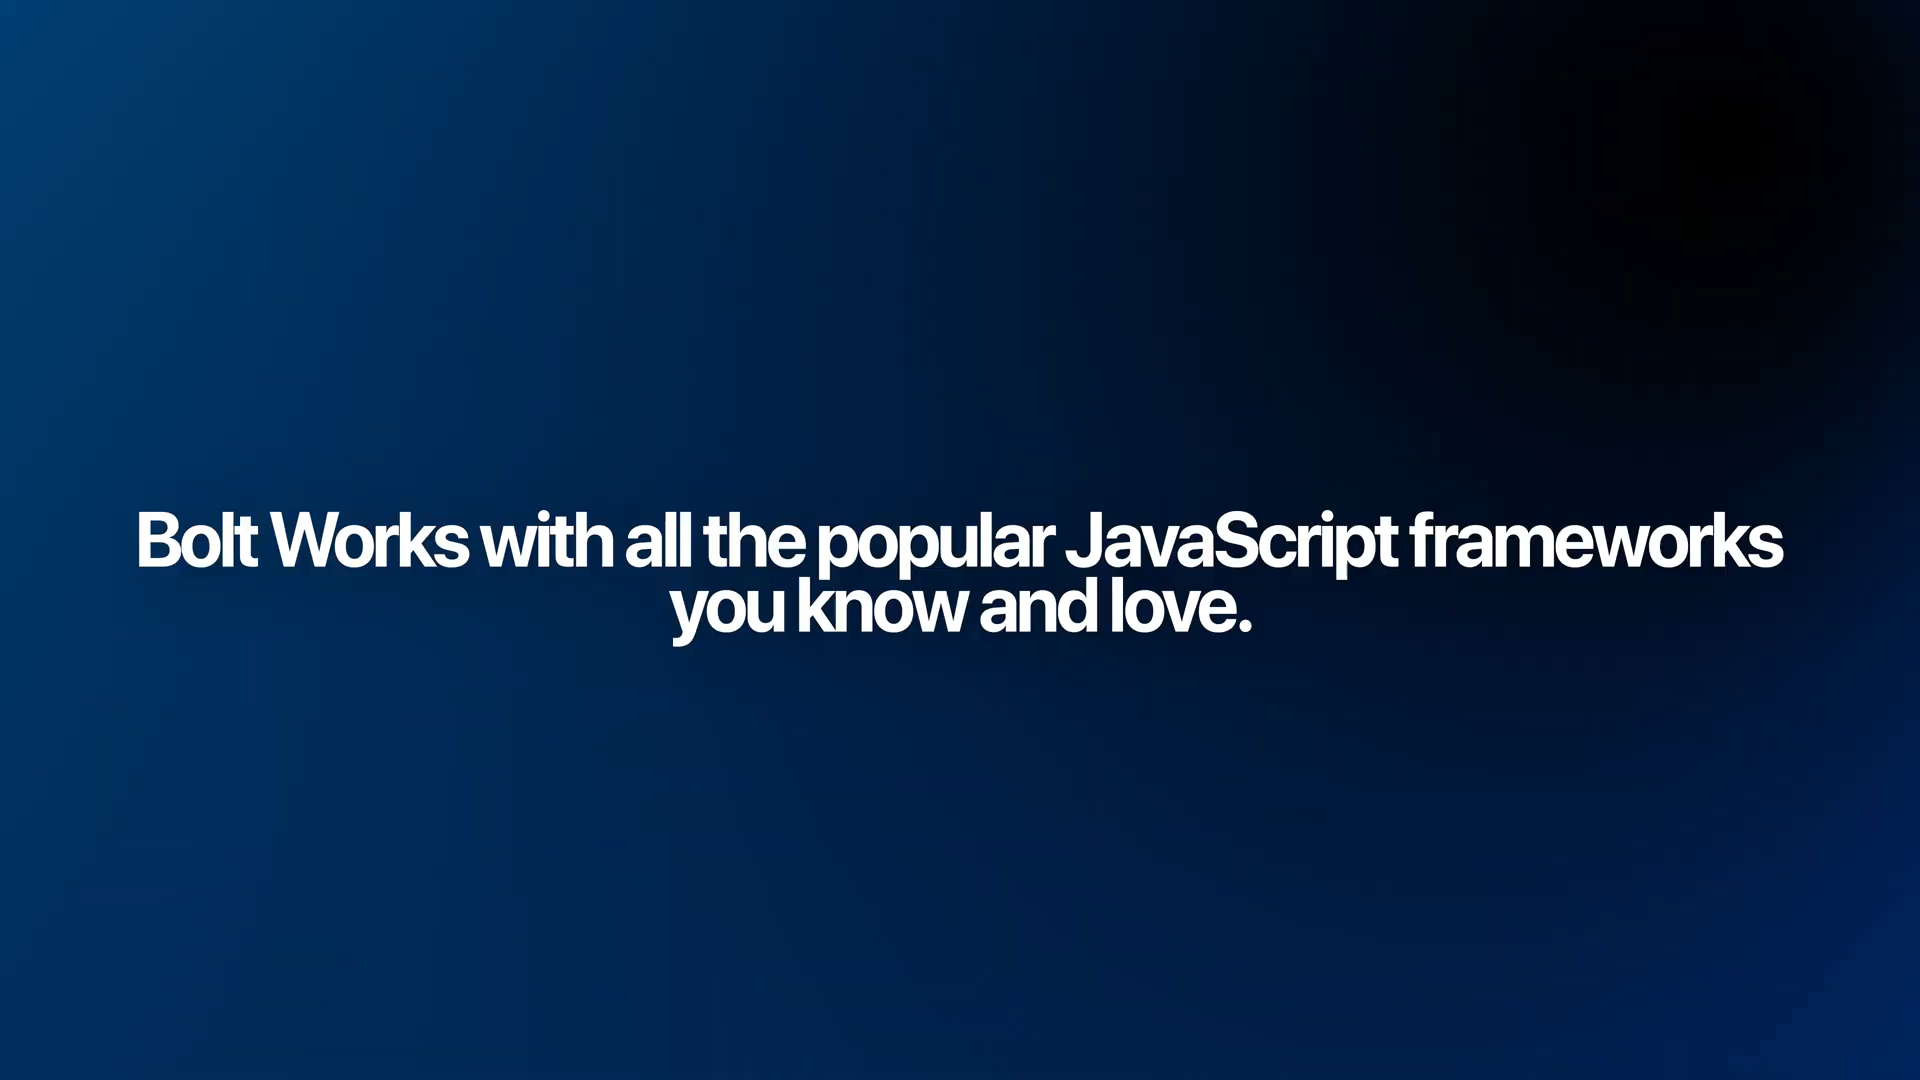 Bolt Works with all the popular JavaScript frameworks
you know and love.